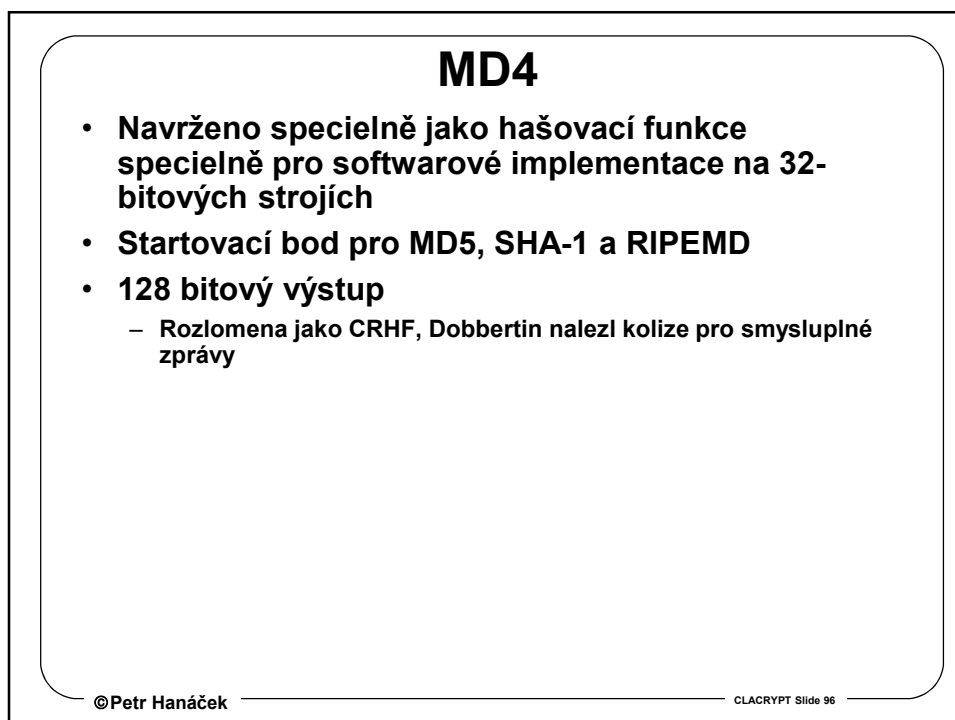 MD4
• Navrženo specielně jako hašovací funkce
specielně pro softwarové implementace na 32-
bitových strojích
• Startovací bod pro MD5, SHA-1 a RIPEMD
• 128 bitový výstup
– Rozlomena jako CRHF, Dobbertin nalezl kolize pro smysluplné
zprávy
©Petr Hanáček
CLACRYPT Slide 96